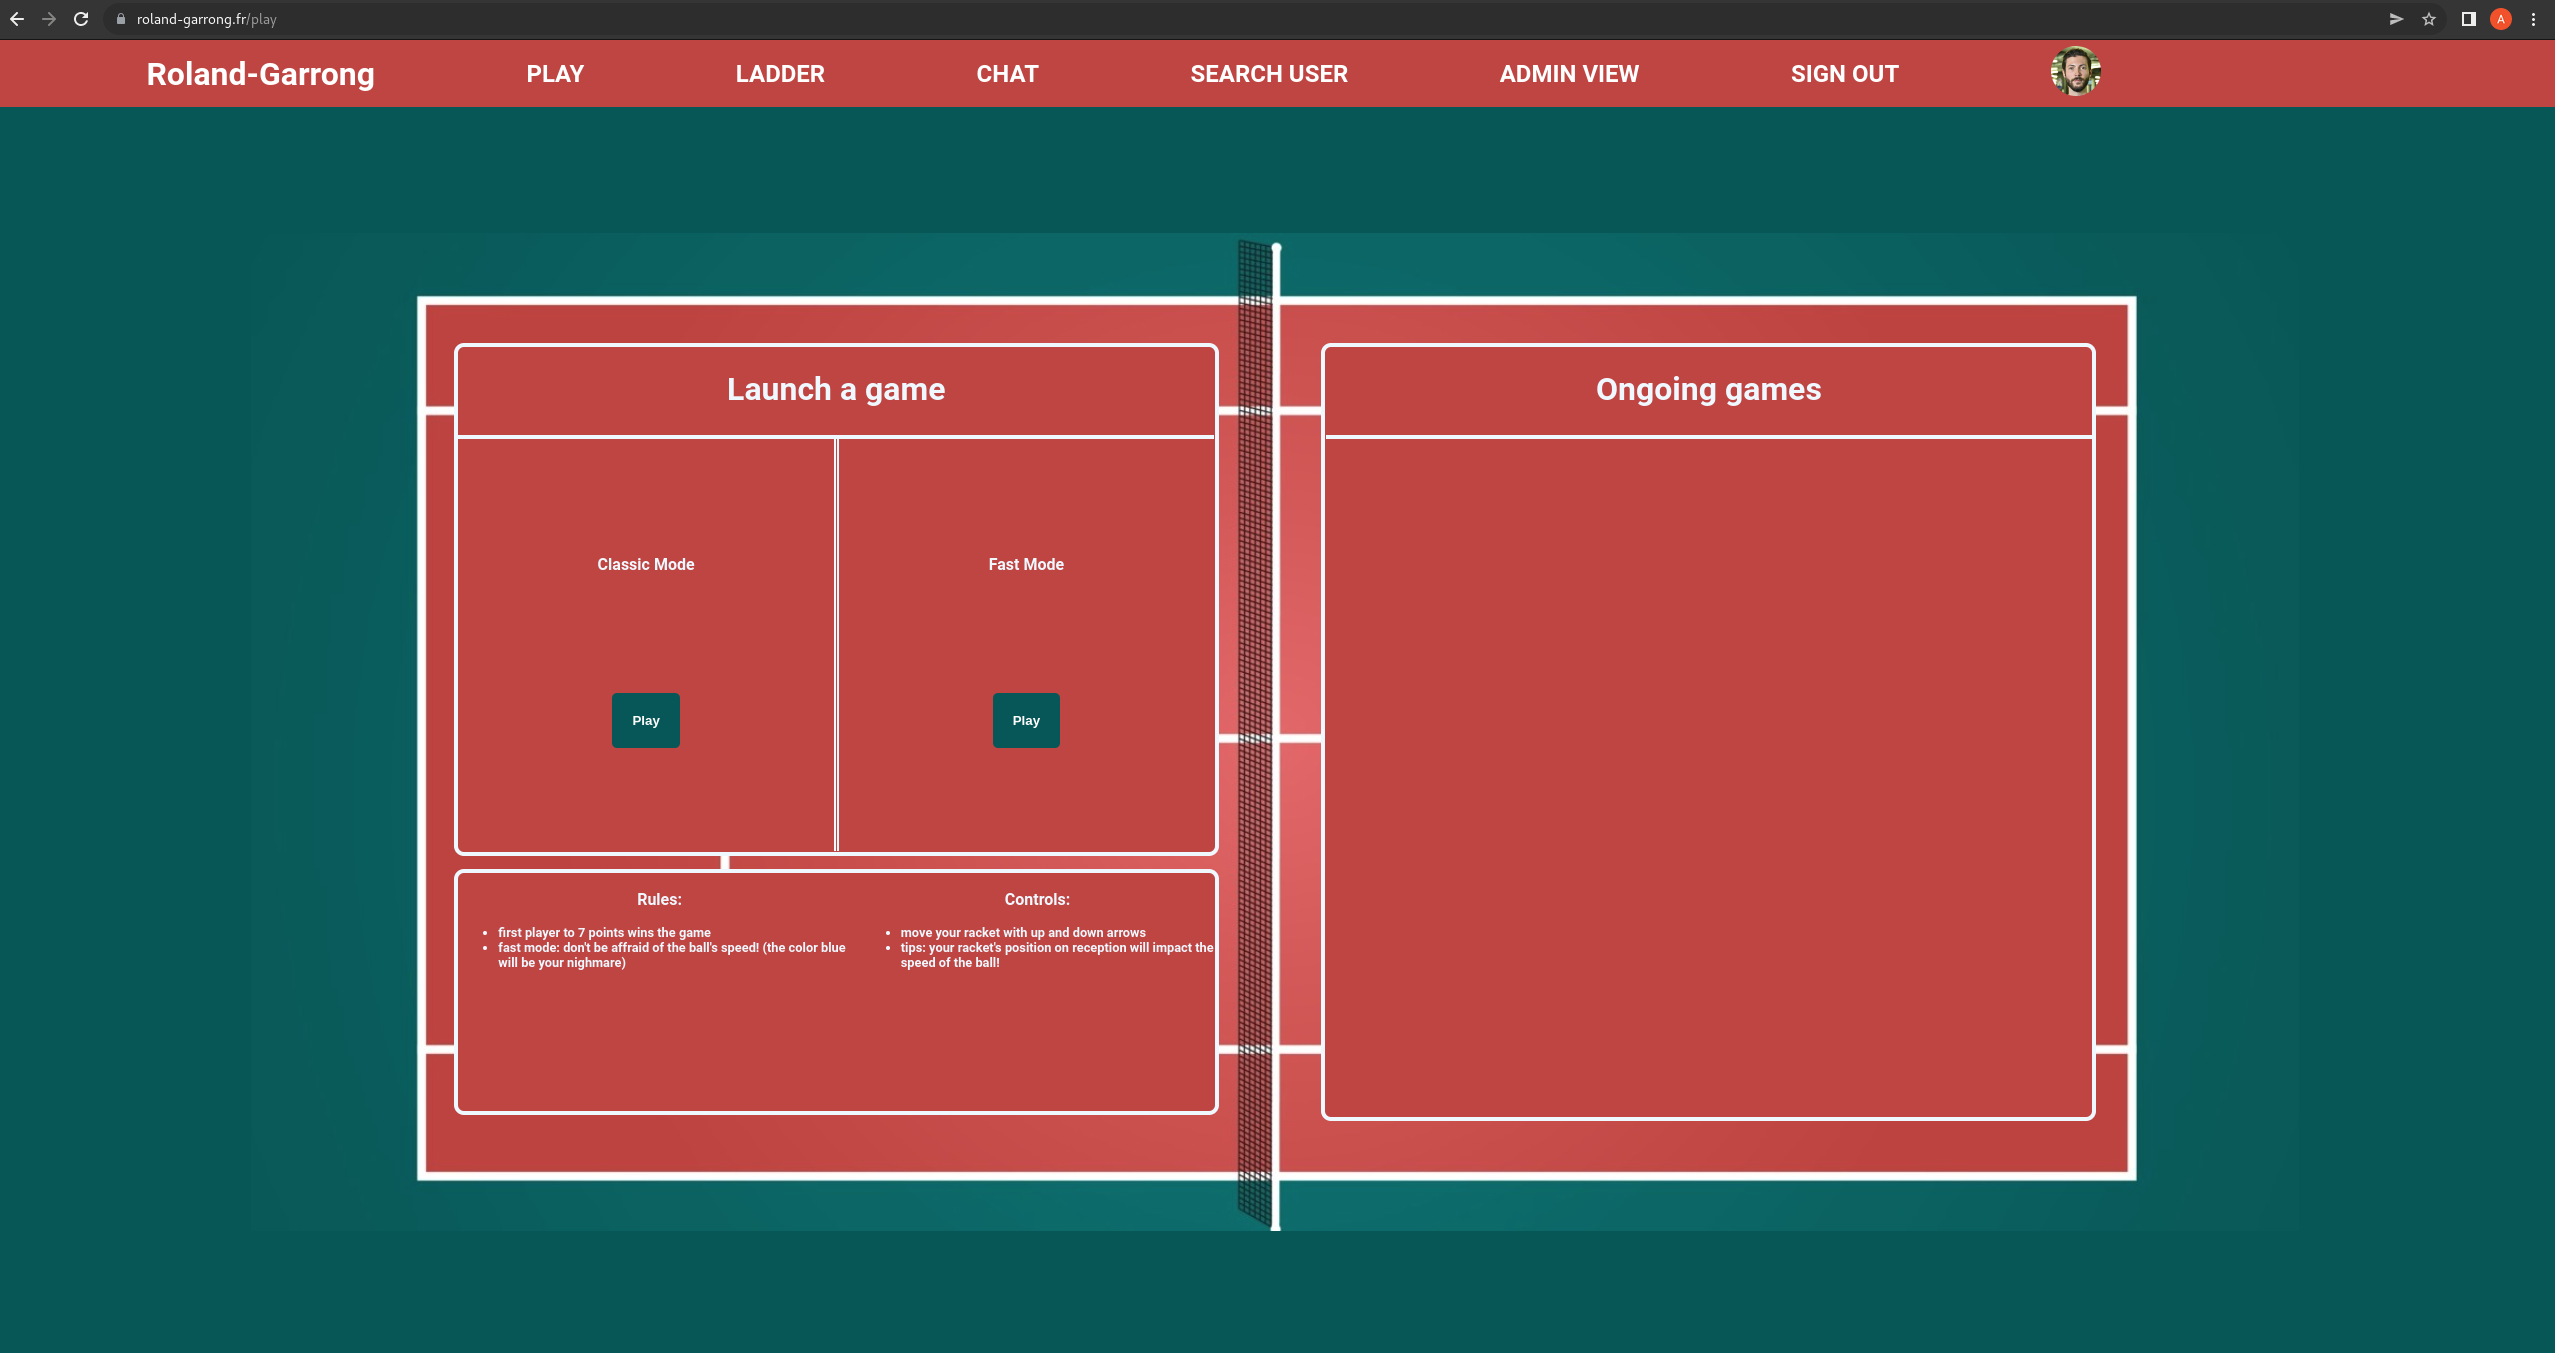 roland-garrong.fr/play
A
Roland-Garrong
PLAY
LADDER
CHAT
SEARCH USER
ADMIN VIEW
SIGN OUT
Launch a game
Classic Mode
Fast Mode
Play
Play
Rules:
first player to 7 points wins the game
fast mode: don't be affraid of the ball's speed! (the color blue
will be your nighmare)
Controls:
move your racket with up and down arrows
tips: your racket's position on reception will impact the
speed of the ball!
Ongoing games